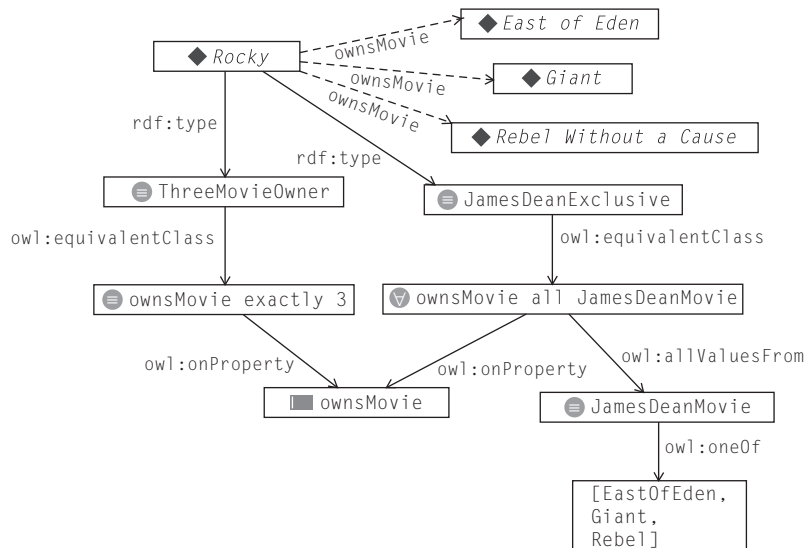 East of Eden
Rocky
ownsMovie
ownsMovie
Giant
ownsMovie
Rebel Without a Cause
rdf:type
rdf:type
ThreeMovieOwner
JamesDeanExclusive
owl:equivalentClass
owl:equivalentClass
ownsMovie exactly 3
ownsMovie all JamesDeanMovie
owl:onProperty
owl:onProperty
owl:allValuesFrom
ownsMovie
JamesDeanMovie
owl:oneOf
[EastOfEden,
Giant,
Rebel]